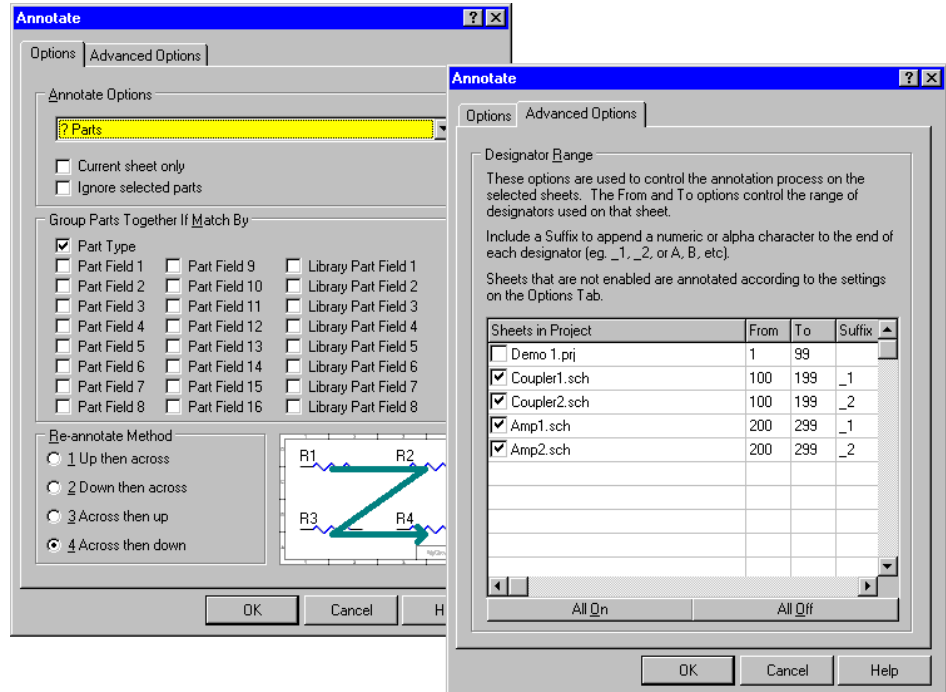 Annotate
Options
Advanced Options
Annotate Options
? Parts
Current sheet only
Ignore selected parts
Group Parts Together If Match By
Part Type
Part Field 1 Part Field 9 Library Part Field 1
Part Field 2 Part Field 10 Library Part Field 2
Part Field 3 Part Field 11 Library Part Field 3
Part Field 4 Part Field 12 Library Part Field 4
Part Field 5 Part Field 13 Library Part Field 5
Part Field 6 Part Field 14 Library Part Field 6
Part Field 7 Part Field 15 Library Part Field 7
Part Field 8 Part Field 16 Library Part Field 8
Re-annotate Method
1 Up then across
2 Down then across
3 Across then up
4 Across then down
R1 R2
R3 R4
OK Cancel H
Annotate
Options
Advanced Options
Designator Range
These options are used to control the annotation process on the
selected sheets. The From and To options control the range of
designators used on that sheet.
Include a Suffix to append a numeric or alpha character to the end of
each designator (eg. _1, _2, or A, B, etc).
Sheets that are not enabled are annotated according to the settings
on the Options Tab.
Sheets in Project From To Suffix
Demo 1.prj 1 99
Coupler1.sch 100 199 _1
Coupler2.sch 100 199 _2
Amp1.sch 200 299 _1
Amp2.sch 200 299 _2
All On All Off
OK Cancel Help